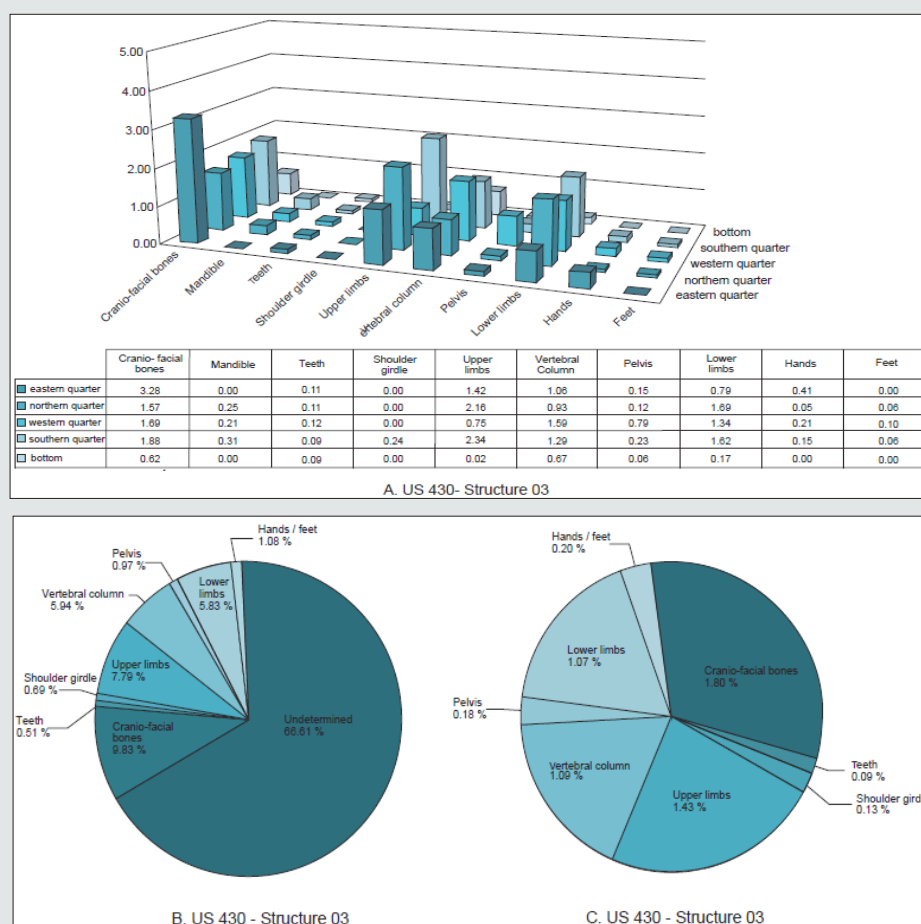 5.00
4.00
3.00
2.00
1.00
0.00
Cranio-facial bones
Mandible
Teeth
Shoulder girdle
Upper limbs
Pelvis
Lower limbs
Hands
Feet
bottom
southern quarter
western quarter
northern quarter
eastern quarter
Cranio- facial bones Mandible Teeth Shoulder girdle Upper limbs Vertebral Column Pelvis Lower limbs Hands Feet
eastern quarter 3.28 0.00 0.11 0.00 1.42 1.06 0.15 0.79 0.41 0.00
northern quarter 1.57 0.25 0.11 0.00 2.16 0.93 0.12 1.69 0.05 0.06
western quarter 1.69 0.21 0.12 0.00 0.75 1.59 0.79 1.34 0.21 0.10
southern quarter 1.88 0.31 0.09 0.24 2.34 1.29 0.23 1.62 0.15 0.06
bottom 0.62 0.00 0.09 0.00 0.02 0.67 0.06 0.17 0.00 0.00
A. US 430- Structure 03
Hands / feet
1.08 %
Pelvis
0.97 %
Lower
limbs
5.83 %
Vertebral column
5.94 %
Upper limbs
7.79 %
Shoulder girdle
0.69 %
Teeth
0.51 %
Cranio-facial
bones
9.83 %
Undetermined
66.61 %
B. US 430 - Structure 03
Hands / feet
0.20 %
Lower limbs
1.07 %
Cranio-facial bones
1.80 %
Pelvis
0.18 %
Vertebral column
1.09 %
Upper limbs
1.43 %
Teeth
0.09 %
Shoulder gird
0.13 %
C. US 430 - Structure 03